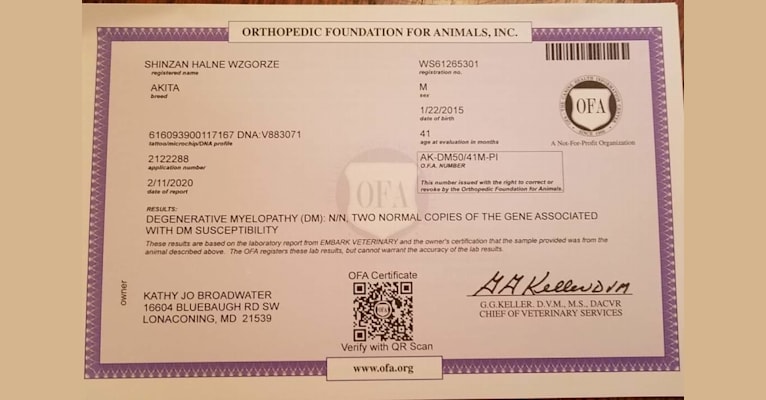 ORTHOPEDIC FOUNDATION FOR ANIMALS, INC.
SHINZAN HALNE WZGORZE
registered name
WS61265301
registration no.
AKITA
breed
M
sex
1/22/2015
date of birth
616093900117167 DNA:V883071
tattoo/microchip/DNA profile
41
age at evaluation in months
OFA
A Not-For-Profit Organization
2122288
application number
AK-DM50/41M-PI
O.F.A. NUMBER
2/11/2020
date of report
This number issued with the right to correct or
revoke by the Orthopedic Foundation for Animals.
OFA
RESULTS:
DEGENERATIVE MYELOPATHY (DM): N/N, TWO NORMAL COPIES OF THE GENE ASSOCIATED
WITH DM SUSCEPTIBILITY
These results are based on the laboratory report from EMBARK VETERINARY and the owner's certification that the sample provided was from the
animal described above. The OFA registers these lab results, but cannot warrant the accuracy of the lab results.
owner
KATHY JO BROADWATER
16604 BLUEBAUGH RD SW
LONACONING, MD 21539
OFA Certificate
OFA
Verify with QR Scan
GG Keller DVM
G.G.KELLER. D.V.M., M.S., DACVR
CHIEF OF VETERINARY SERVICES
www.ofa.org